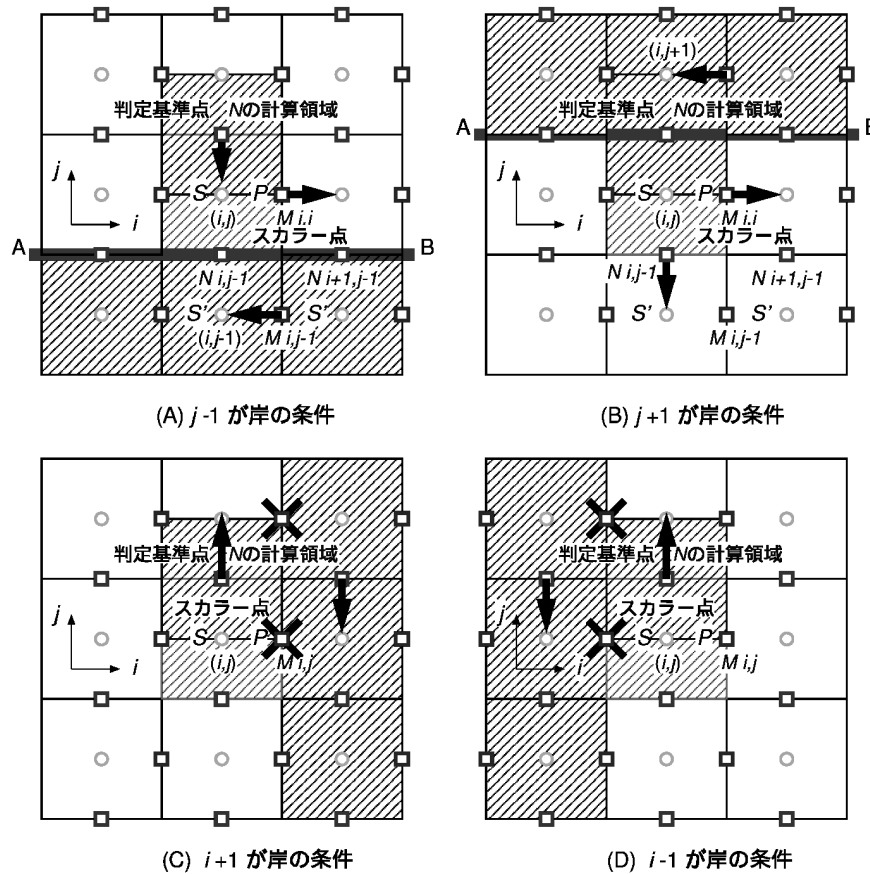 判定基準点 Nの計算領域
j
S P
(i,j) M i.i
i
スカラー点
A B
N i,j-1 N i+1,j-1
S' S'
(i,j-1) M i,j-1
(A) j -1 が岸の条件
(i,j+1)
判定基準点 Nの計算領域
A B
j
S P
(i,j) M i.i
i
スカラー点
N i,j-1 N i+1,j-1
S' S'
M i,j-1
(B) j +1 が岸の条件
判定基準点 Nの計算領域
スカラー点
j
S P
(i,j) M i,j
i
(C) i +1 が岸の条件
判定基準点 Nの計算領域
スカラー点
j
S P
(i,j) M i,j
i
(D) i -1 が岸の条件